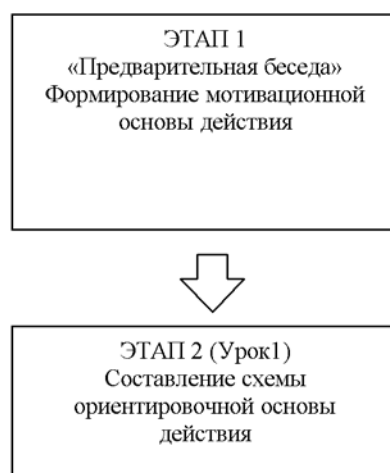 ЭТАП 1
«Предварительная беседа»
Формирование мотивационной
основы действия
ЭТАП 2 (Урок1)
Составление схемы
ориентировочной основы
действия